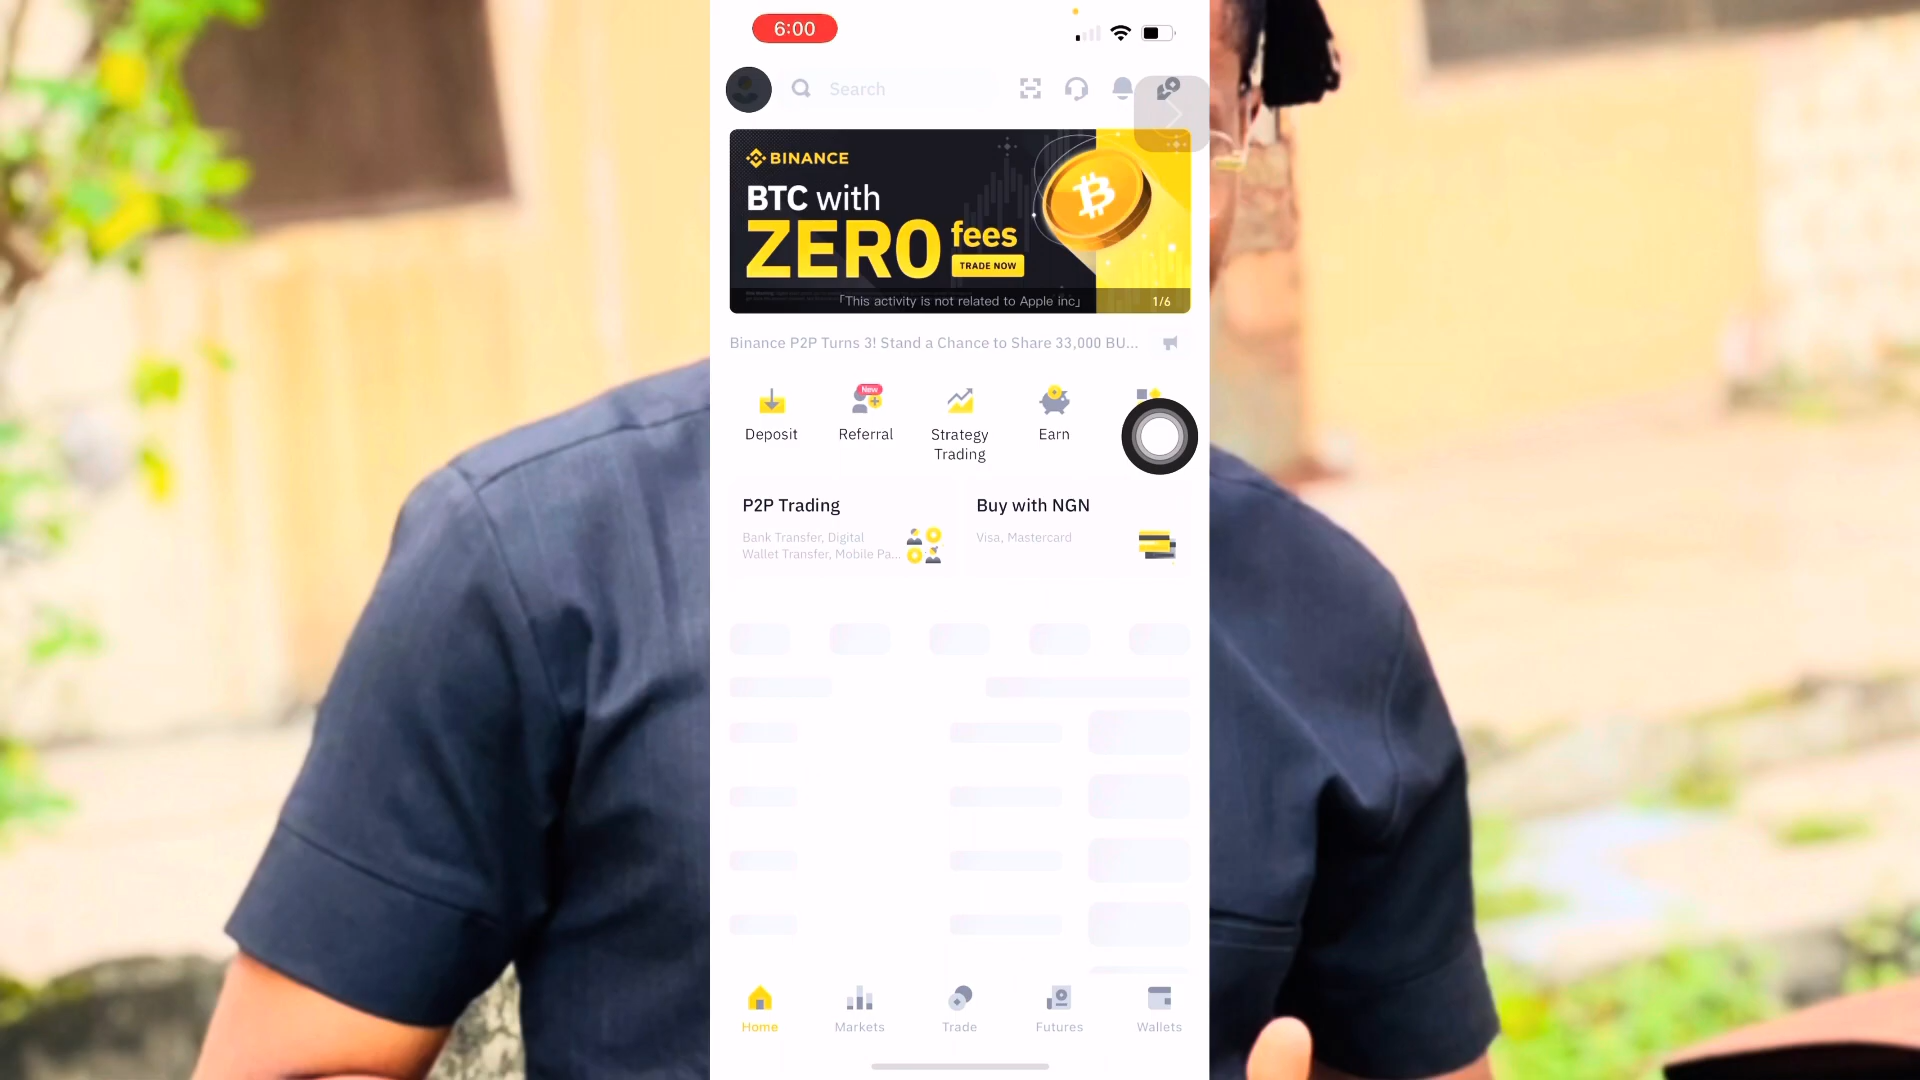 6:00
Search
BINANCE
BTC with
ZERO fees
TRADE NOW
「This activity is not related to Apple inc」
1/6
Binance P2P Turns 3! Stand a Chance to Share 33,000 BU...
New
Deposit
Referral
Strategy
Trading
Earn
P2P Trading
Bank Transfer, Digital
Wallet Transfer, Mobile Pa...
Buy with NGN
Visa, Mastercard
Home
Markets
Trade
Futures
Wallets